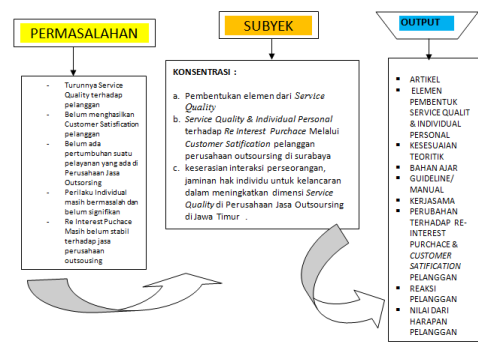 PERMASALAHAN
- Turunnya Service
Quality terhadap
pelanggan
- Belum menghasilkan
Customer Satisfication
pelanggan
- Belum ada
pertumbuhan suatu
pelayanan yang ada di
Perusahaan Jasa
Outsorsing
- Perilaku Individual
masih bermasalah dan
belum signifikan
- Re Interest Puchace
Masih belum stabil
terhadap jasa
perusahaan
outsousing
SUBYEK
KONSENTRASI :
a. Pembentukan elemen dari Service
Quality
b. Service Quality & Individual Personal
terhadap Re Interest Purchace Melalui
Customer Satification pelanggan
perusahaan outsoursing di surabaya
c. keserasian interaksi perseorangan,
jaminan hak individu untuk kelancaran
dalam meningkatkan dimensi Service
Quality di Perusahaan Jasa Outsoursing
di Jawa Timur .
OUTPUT
▪ ARTIKEL
▪ ELEMEN
PEMBENTUK
SERVICE QUALIT
& INDIVIDUAL
PERSONAL
▪ KESESUAIAN
TEORITIK
▪ BAHAN AJAR
▪ GUIDELINE/
MANUAL
▪ KERJASAMA
▪ PERUBAHAN
TERHADAP RE-
INTEREST
PURCHACE &
CUSTOMER
SATIFICATION
PELANGGAN
▪ REAKSI
PELANGGAN
▪ NILAI DARI
HARAPAN
PELANGGAN